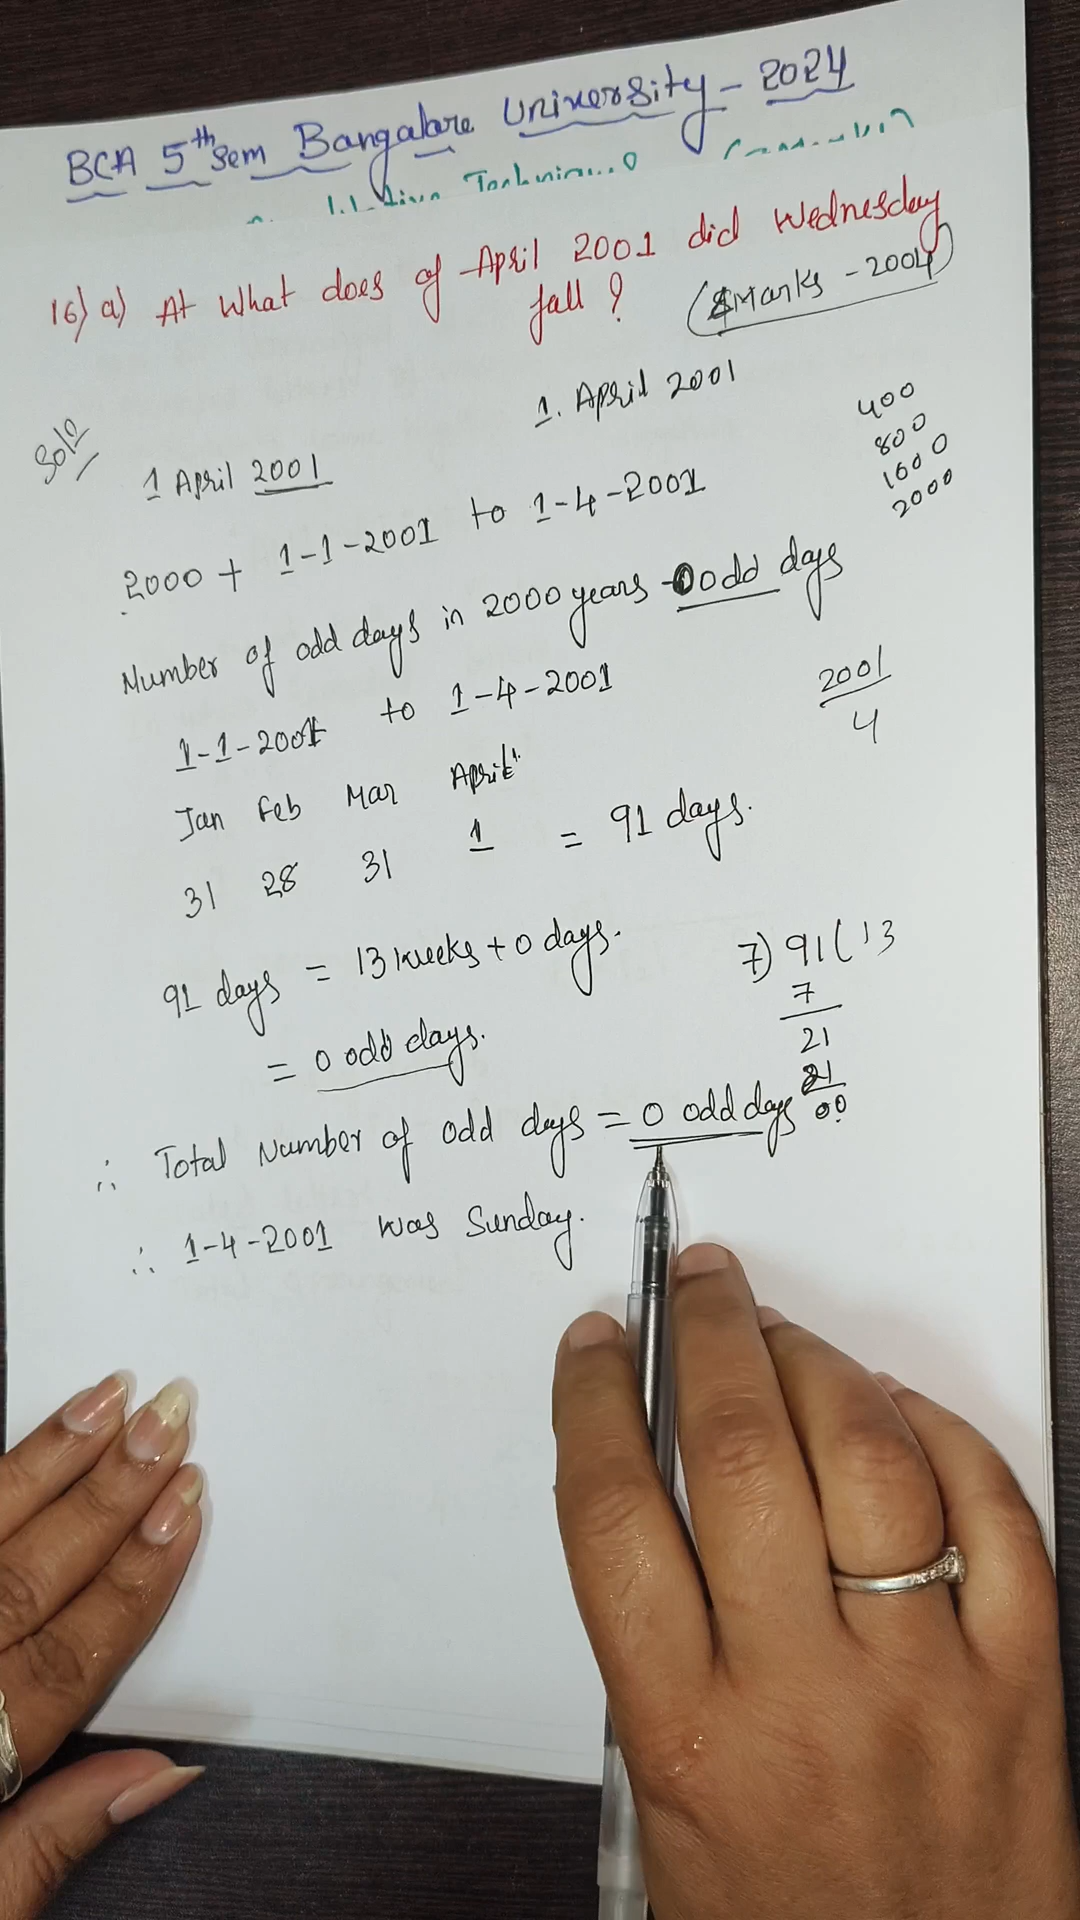 BCA 5th Sem Bangalore University - 2024
16) a) At What does of April 2001 did Wednesday
fall ?
Marks - 2004)
1. April 2001
Soln
1 April 2001
400
800
1600
2000
2000 + 1-1-2001 to 1-4-2001
Number of odd days in 2000 years - 0 odd days
1-1-2001 to 1-4-2001
2001
4
Jan Feb Mar April
31 28 31 1 = 91 days.
91 days = 13 weeks + 0 days.
7) 91 ( 13
7
21
21
00
= 0 odd days.
∴ Total Number of odd days = 0 odd days
∴ 1-4-2001 was Sunday.